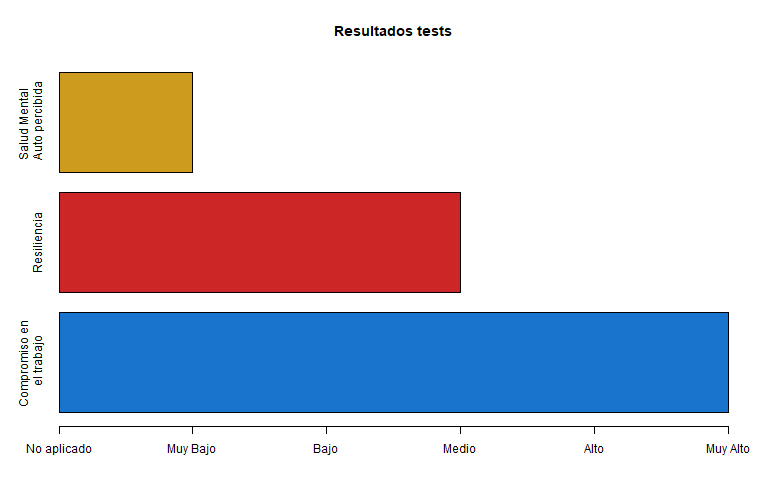 Resultados tests
Salud Mental
Auto percibida
Resiliencia
Compromiso en
el trabajo
No aplicado
Muy Bajo
Bajo
Medio
Alto
Muy Alto